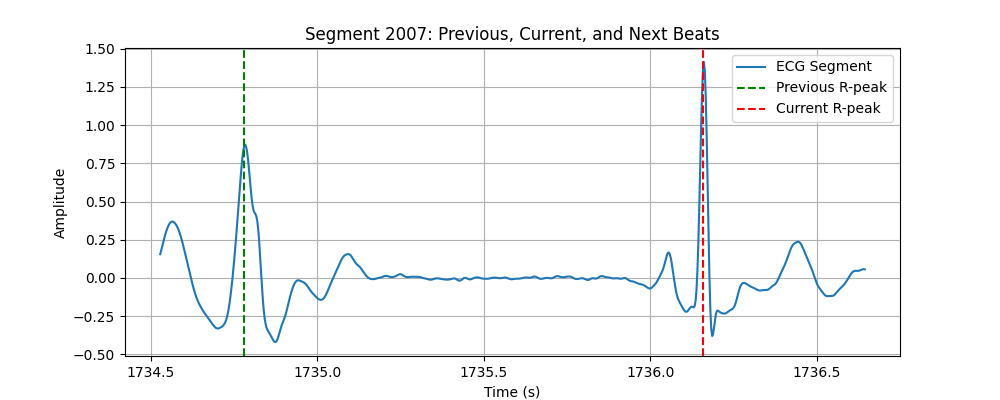 Segment 2007: Previous, Current, and Next Beats
1.50
1.25
1.00
0.75
0.50
0.25
0.00
−0.25
−0.50
Amplitude
ECG Segment
Previous R-peak
Current R-peak
1734.5
1735.0
1735.5
1736.0
1736.5
Time (s)